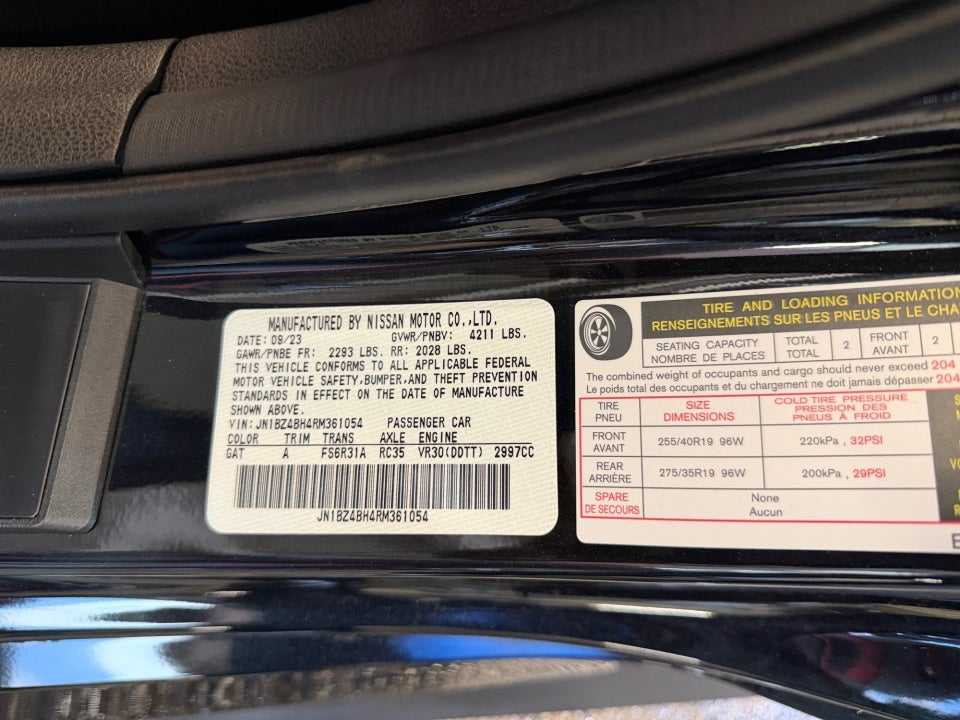 MANUFACTURED BY NISSAN MOTOR CO.,LTD.
DATE: 09/23 GVWR/PNBV: 4211 LBS.
GAWR/PNBE FR: 2293 LBS. RR: 2028 LBS.
THIS VEHICLE CONFORMS TO ALL APPLICABLE FEDERAL
MOTOR VEHICLE SAFETY,BUMPER,AND THEFT PREVENTION
STANDARDS IN EFFECT ON THE DATE OF MANUFACTURE
SHOWN ABOVE.
VIN: JN1BZ4BH4RM361054 PASSENGER CAR
COLOR TRIM TRANS AXLE ENGINE
GAT A FS6R31A RC35 VR30(DDTT) 2997CC
JN1BZ4BH4RM361054
TIRE AND LOADING INFORMATION
RENSEIGNEMENTS SUR LES PNEUS ET LE CHA
SEATING CAPACITY TOTAL 2 FRONT 2
NOMBRE DE PLACES TOTAL AVANT
The combined weight of occupants and cargo should never exceed 204
Le poids total des occupants et du chargement ne doit jamais dépasser 204
TIRE SIZE COLD TIRE PRESSURE
PNEU DIMENSIONS PRESSION DES
PNEUS À FROID
FRONT 255/40R19 96W 220kPa , 32PSI
AVANT
REAR 275/35R19 96W 200kPa , 29PSI
ARRIÈRE
SPARE None
DE SECOURS Aucun